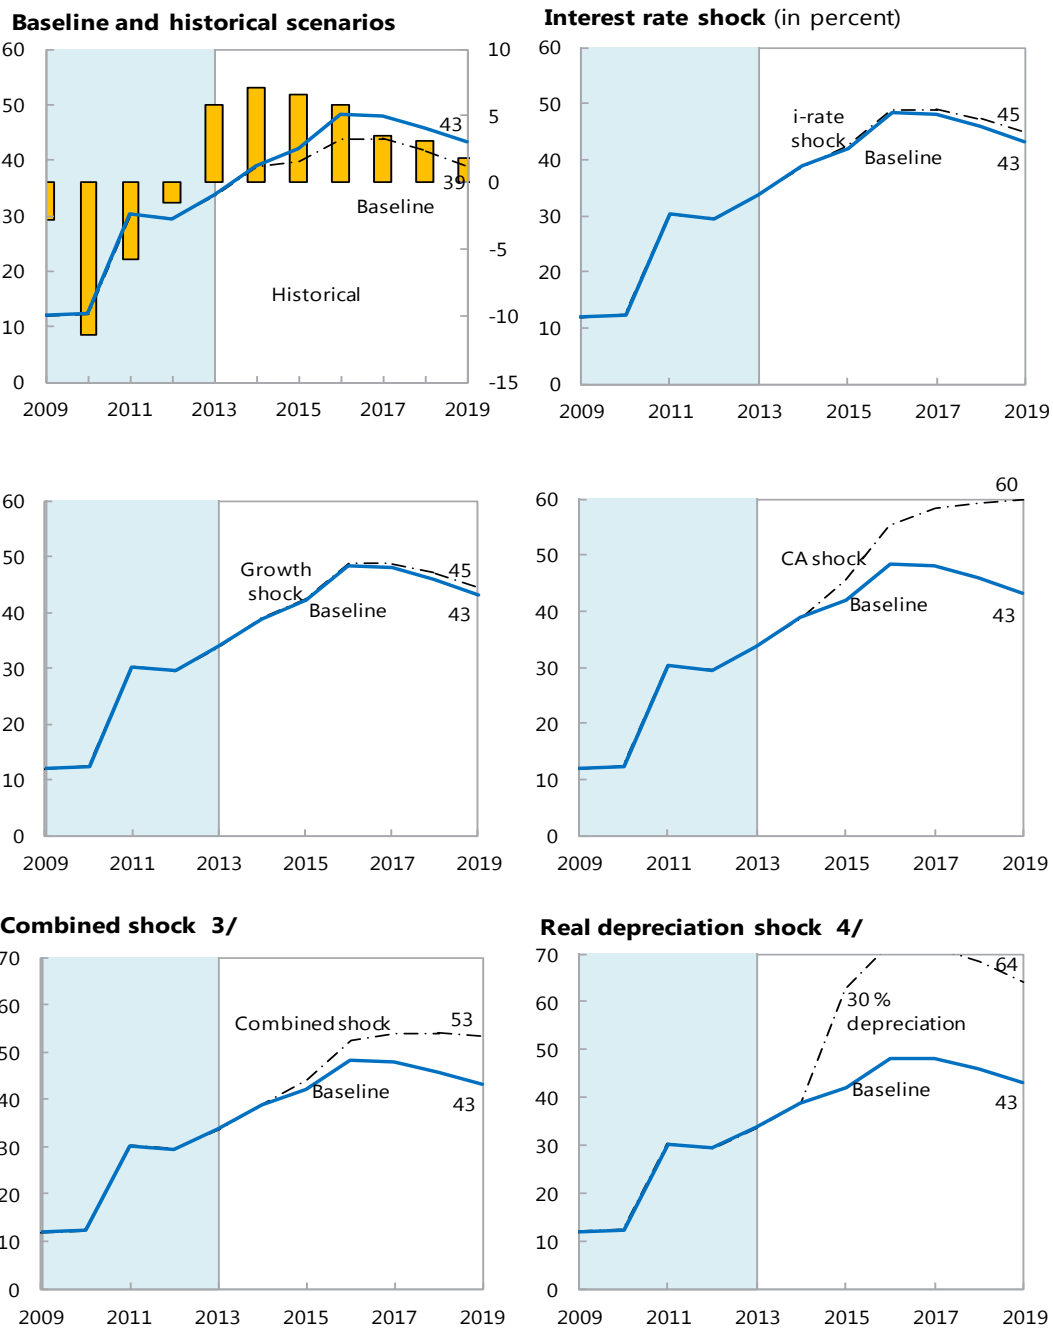 Baseline and historical scenarios
60
50
40
30
20
10
0
10
5
0
-5
-10
-15
43
39
Baseline
Historical
2009 2011 2013 2015 2017 2019
Interest rate shock (in percent)
60
50
40
30
20
10
0
i-rate
shock
Baseline
45
43
2009 2011 2013 2015 2017 2019
60
50
40
30
20
10
0
Growth
shock
Baseline
45
43
2009 2011 2013 2015 2017 2019
60
50
40
30
20
10
0
60
CA shock
Baseline
43
2009 2011 2013 2015 2017 2019
Combined shock 3/
70
60
50
40
30
20
10
0
Combined shock
53
Baseline
43
2009 2011 2013 2015 2017 2019
Real depreciation shock 4/
70
60
50
40
30
20
10
0
64
30 %
depreciation
Baseline
43
2009 2011 2013 2015 2017 2019